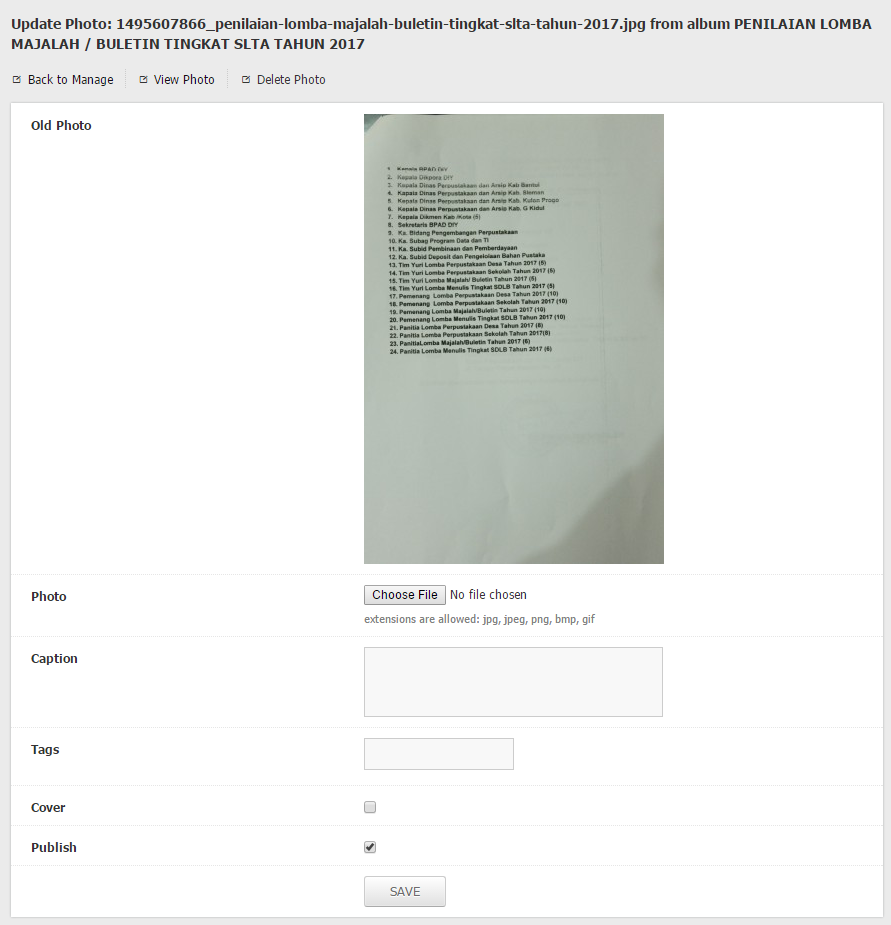 Update Photo: 1495607866_penilaian-lomba-majalah-buletin-tingkat-slta-tahun-2017.jpg from album PENILAIAN LOMBA
MAJALAH / BULETIN TINGKAT SLTA TAHUN 2017
Back to Manage
View Photo
Delete Photo
Old Photo
1. Kepala BPAD DIY
2. Kepala Dikpora DIY
3. Kapala Dinas Perpustakaan dan Arsip Kab Bantul
4. Kapala Dinas Perpustakaan dan Arsip Kab. Sleman
5. Kapala Dinas Perpustakaan dan Arsip Kab. Kulon Progo
6. Kepala Dinas Perpustakaan dan Arsip Kab. G Kidul
7. Kepala Dikmen Kab /Kota (5)
8. Sekretaris BPAD DIY
9. Ka. Bidang Pengembangan Perpustakaan
10. Ka. Subag Program Data dan TI
11. Ka. Subid Pembinaan dan Pemberdayaan
12. Ka. Subid Deposit dan Pengelolaan Bahan Pustaka
13. Tim Yuri Lomba Perpustakaan Desa Tahun 2017 (5)
14. Tim Yuri Lomba Perpustakaan Sekolah Tahun 2017 (5)
15. Tim Yuri Lomba Majalah/ Buletin Tahun 2017 (5)
16. Tim Yuri Lomba Menulis Tingkat SDLB Tahun 2017 (5)
17. Pemenang Lomba Perpustakaan Desa Tahun 2017 (10)
18. Pemenang Lomba Perpustakaan Sekolah Tahun 2017 (10)
19. Pemenang Lomba Majalah/Buletin Tahun 2017 (10)
20. Pemenang Lomba Menulis Tingkat SDLB Tahun 2017 (10)
21. Panitia Lomba Perpustakaan Desa Tahun 2017 (8)
22. Panitia Lomba Perpustakaan Sekolah Tahun 2017(8)
23. PanitiaLomba Majalah/Buletin Tahun 2017 (6)
24. Panitia Lomba Menulis Tingkat SDLB Tahun 2017 (6)
Photo
Choose File No file chosen
extensions are allowed: jpg, jpeg, png, bmp, gif
Caption
Tags
Cover
Publish
SAVE